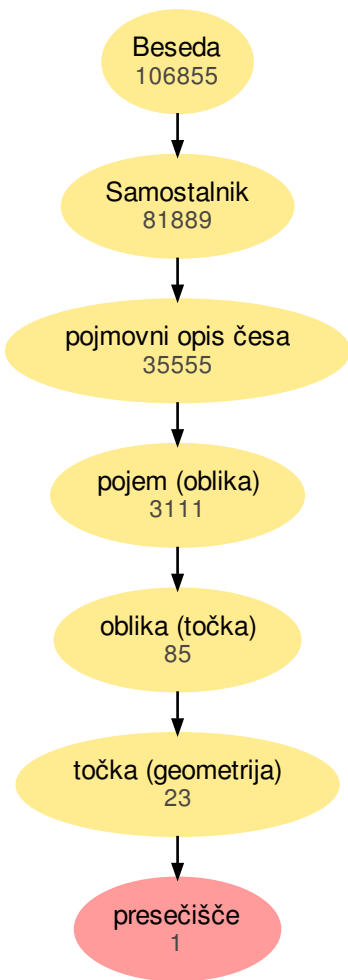 Beseda
106855
Samostalnik
81889
pojmovni opis česa
35555
pojem (oblika)
3111
oblika (točka)
85
točka (geometrija)
23
presečišče
1